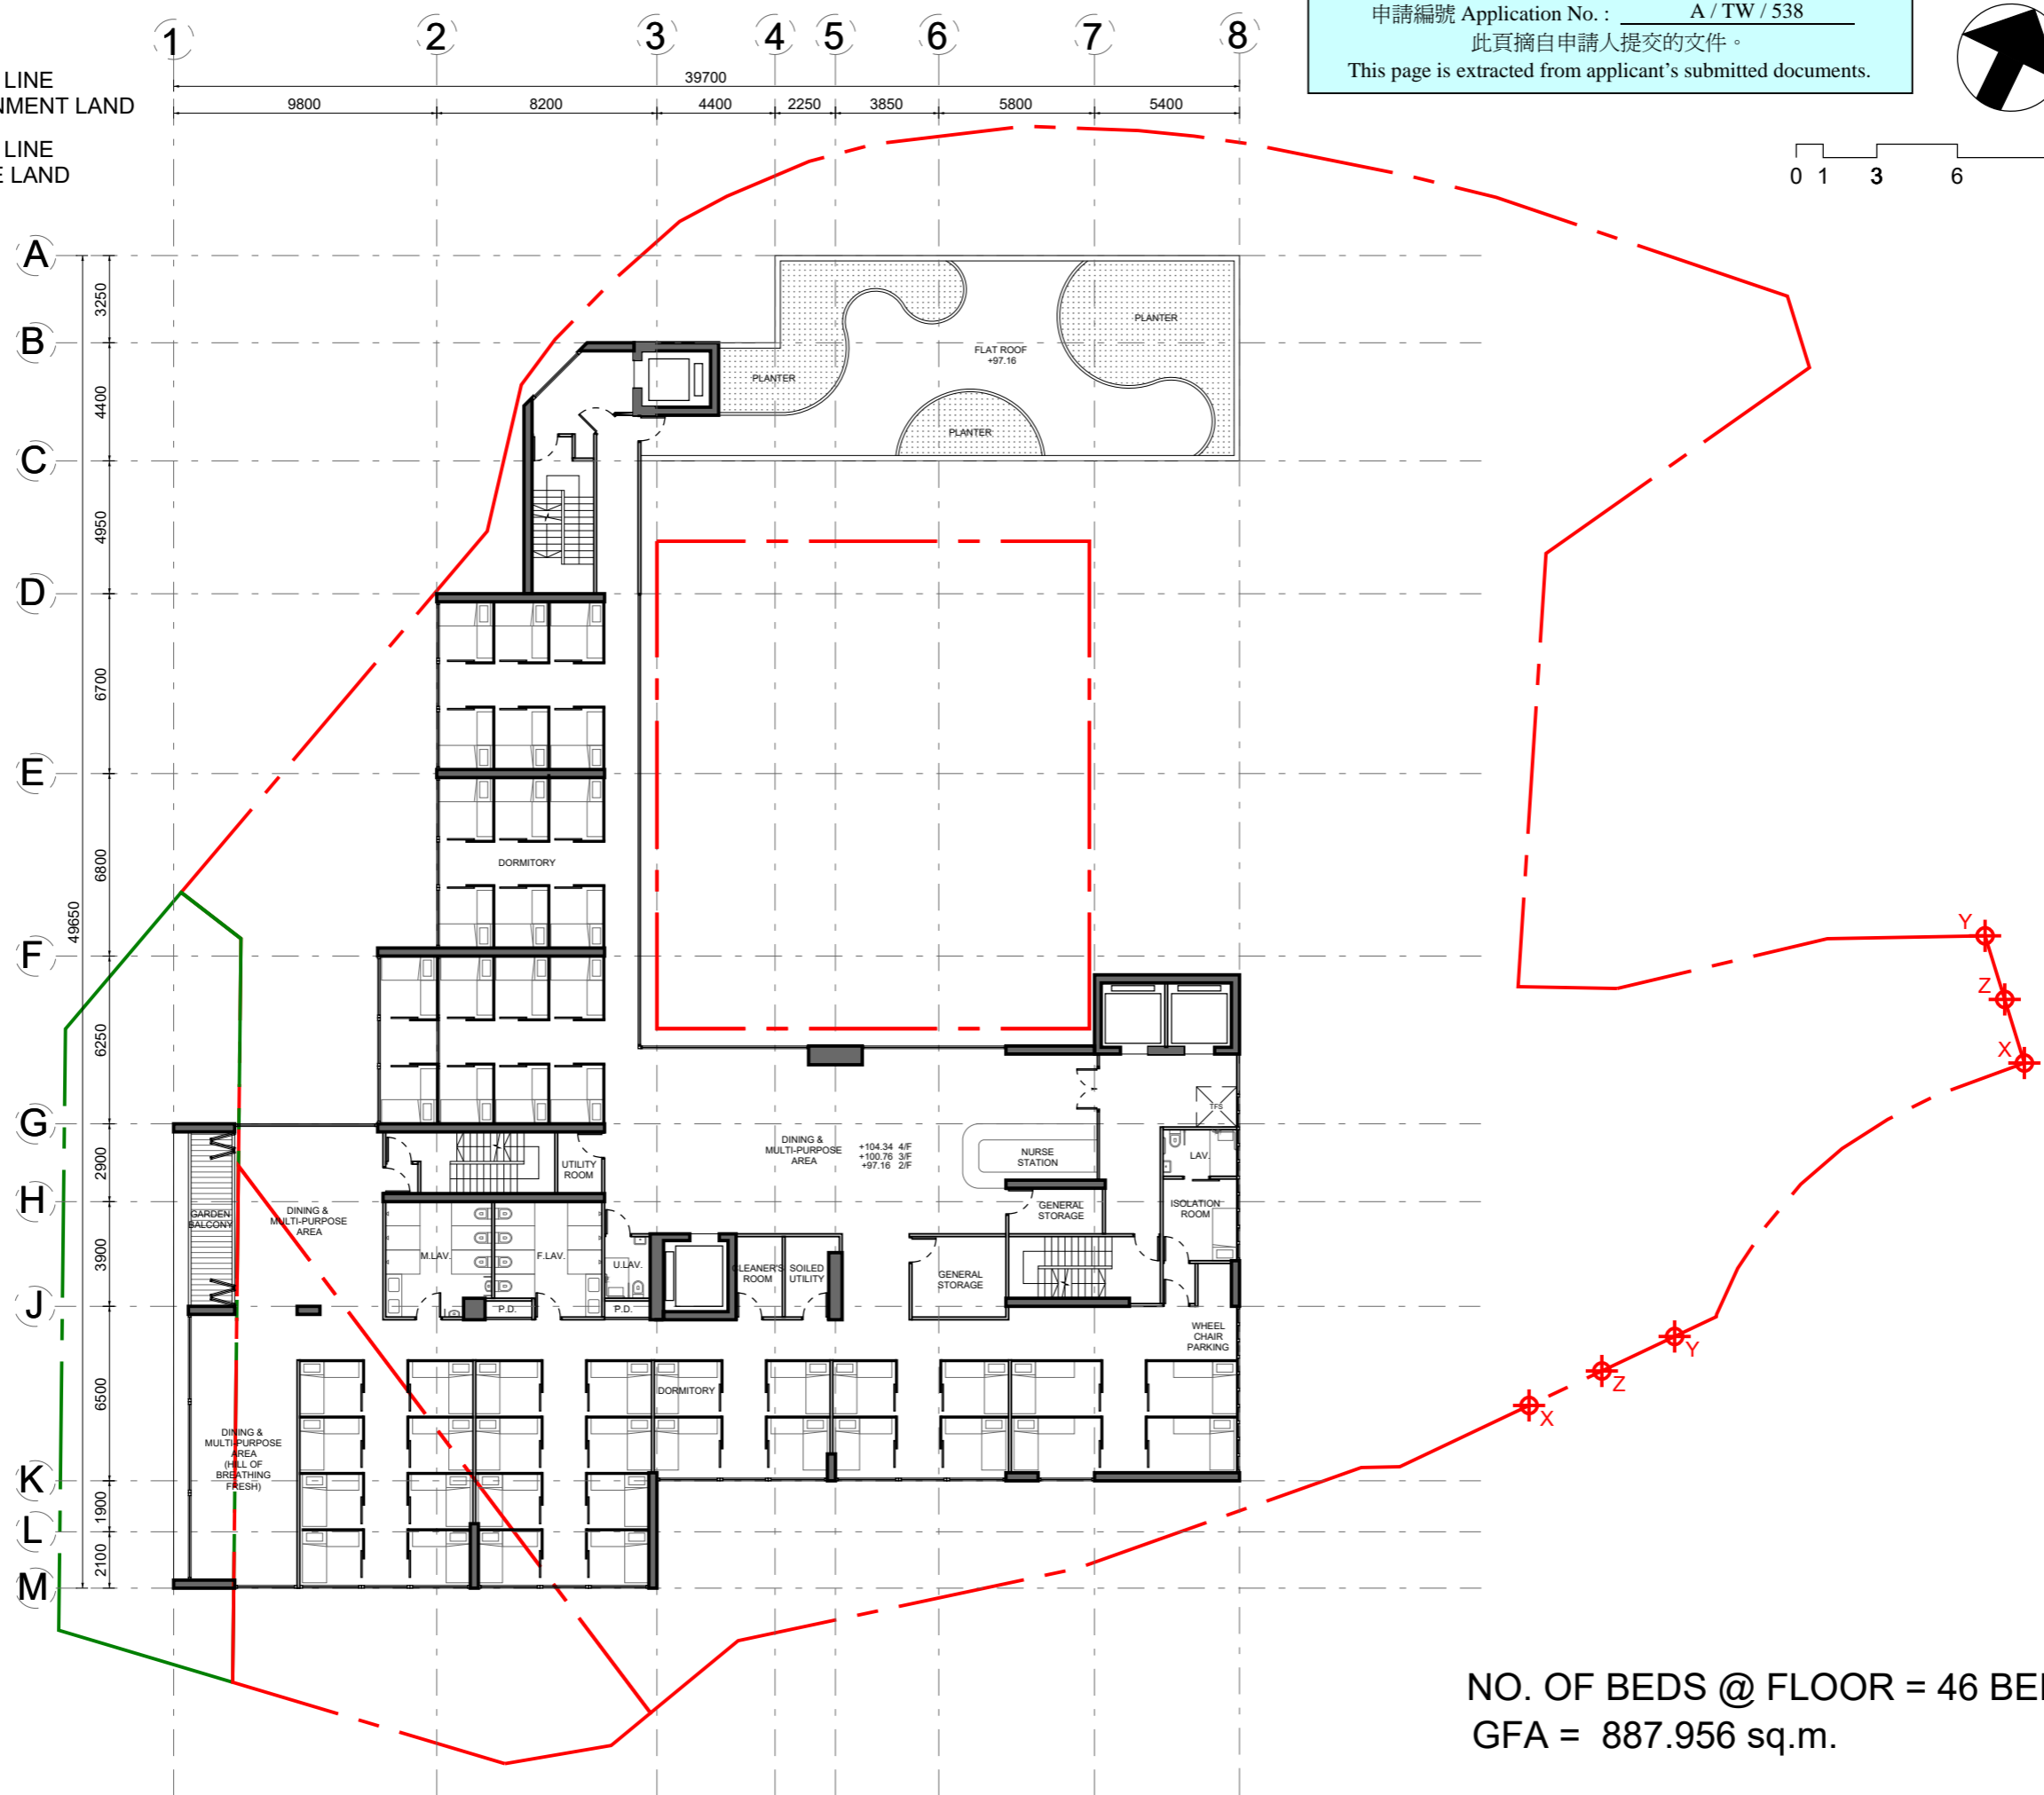 申請編號 Application No. : A / TW / 538
此頁摘自申請人提交的文件。
This page is extracted from applicant's submitted documents.
1 2 3 4 5 6 7 8
LINE
NMENT LAND
LINE
E LAND
39700
9800 8200 4400 2250 3850 5800 5400
0 1 3 6
A
B
C
D
E
F
G
H
J
K
L
M
49650
3250
4400
4950
6700
6800
6250
2900
3900
6500
1900
2100
PLANTER
FLAT ROOF
+97.16
PLANTER
PLANTER
DORMITORY
Y
Z
X
TFS
DINING &
MULTI-PURPOSE
AREA
+104.34 4/F
+100.76 3/F
+97.16 2/F
NURSE
STATION
LAV.
UTILITY
ROOM
GARDEN
BALCONY
DINING &
MULTI-PURPOSE
AREA
GENERAL
STORAGE
ISOLATION
ROOM
M.LAV.
F.LAV.
U.LAV.
CLEANER'S
ROOM
SOILED
UTILITY
GENERAL
STORAGE
P.D.
P.D.
WHEEL
CHAIR
PARKING
Y
Z
X
DORMITORY
DINING &
MULTI-PURPOSE
AREA
(HILL OF
BREATHING
FRESH)
NO. OF BEDS @ FLOOR = 46 BE
GFA = 887.956 sq.m.